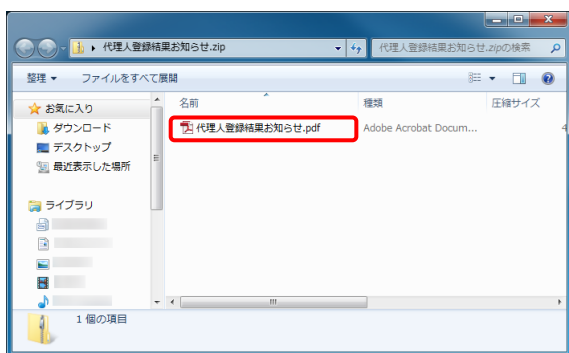 代理人登録結果お知らせ.zip
代理人登録結果お知らせ.zipの検索
整理 ファイルをすべて展開
お気に入り
ダウンロード
デスクトップ
最近表示した場所
ライブラリ
名前 種類 圧縮サイズ
代理人登録結果お知らせ.pdf Adobe Acrobat Docum... 4
1 個の項目